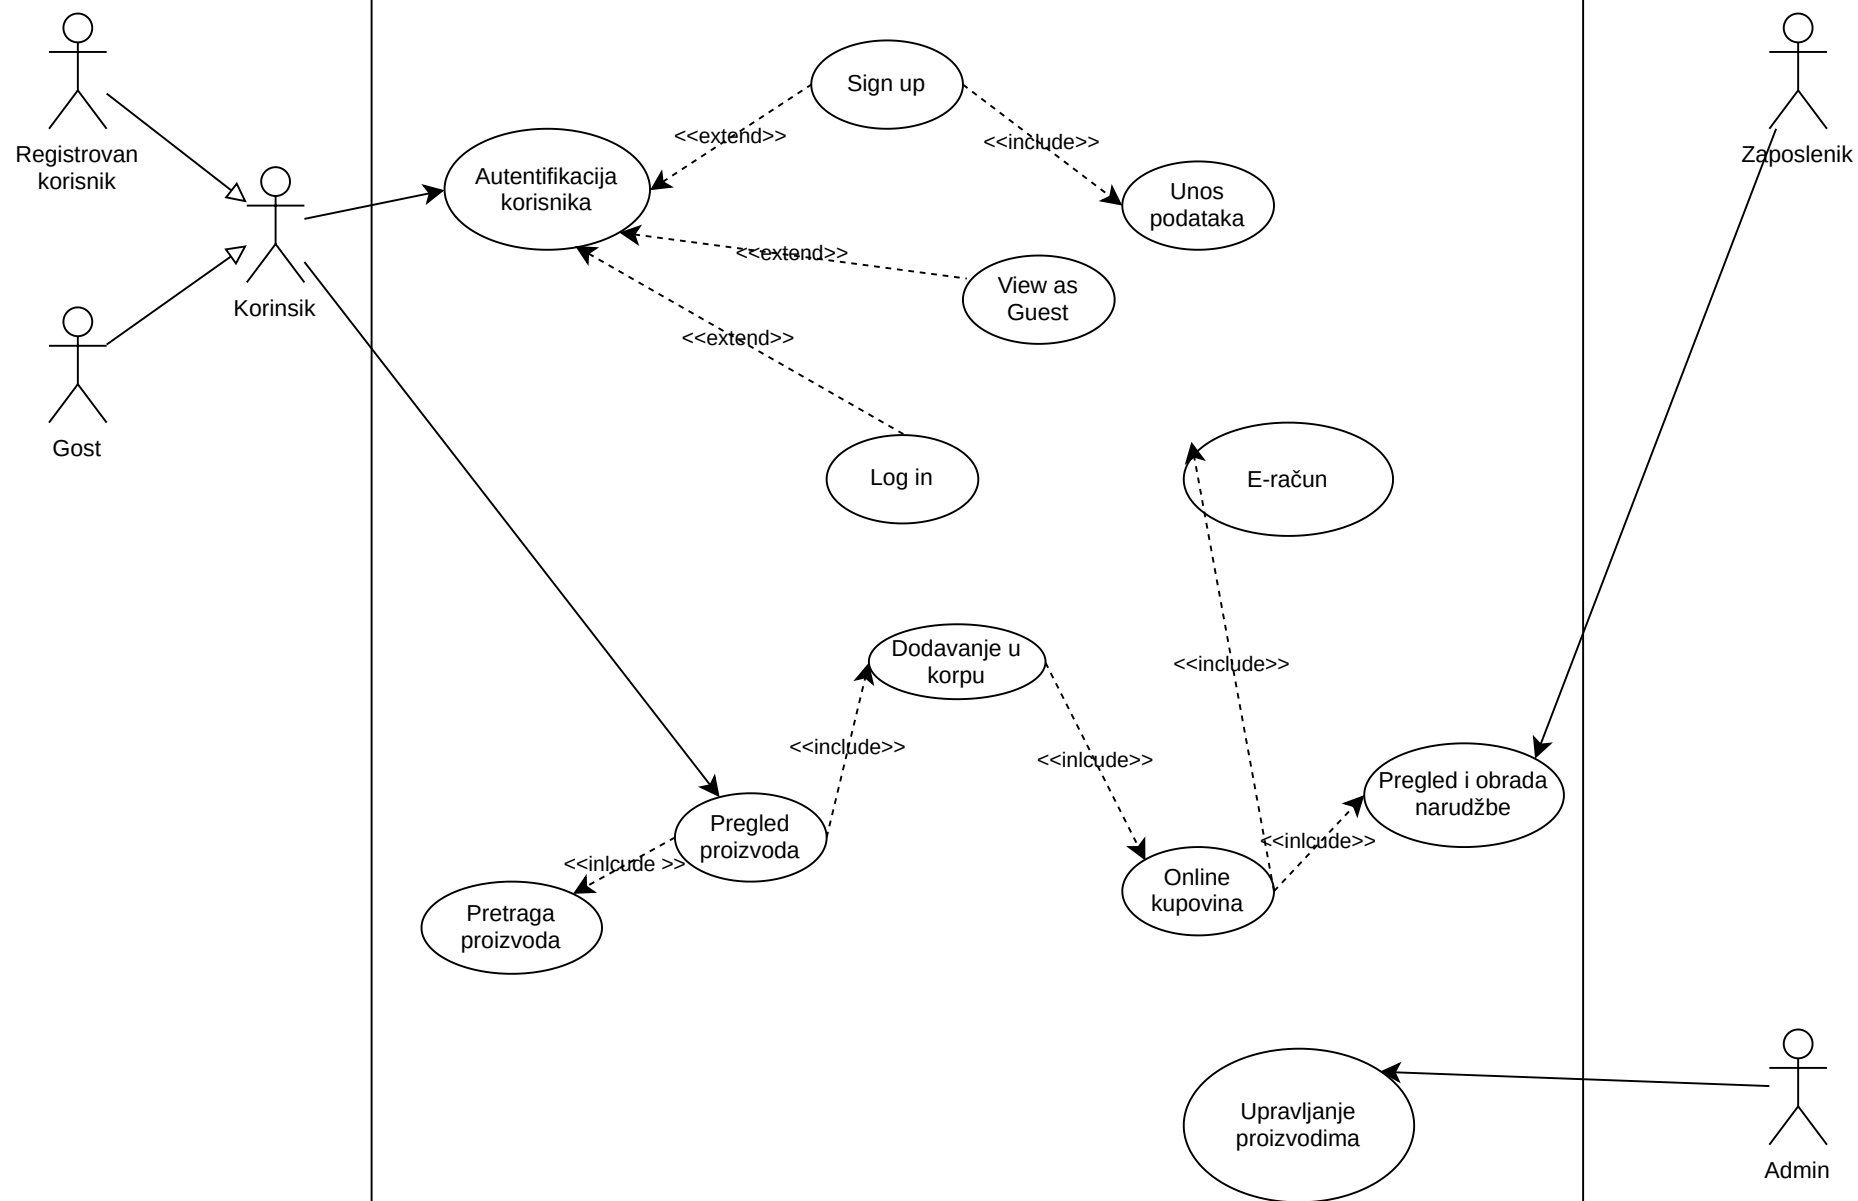 Registrovan
korisnik
Korinsik
Gost
Autentifikacija
korisnika
<<extend>>
Sign up
<<include>>
Unos
podataka
<<extend>>
View as
Guest
<<extend>>
Log in
E-račun
Zaposlenik
<<include>>
Dodavanje u
korpu
<<include>>
<<inlcude>>
Pregled
proizvoda
<<inlcude >>
Pretraga
proizvoda
Online
kupovina
<<inlcude>>
Pregled i obrada
narudžbe
Upravljanje
proizvodima
Admin